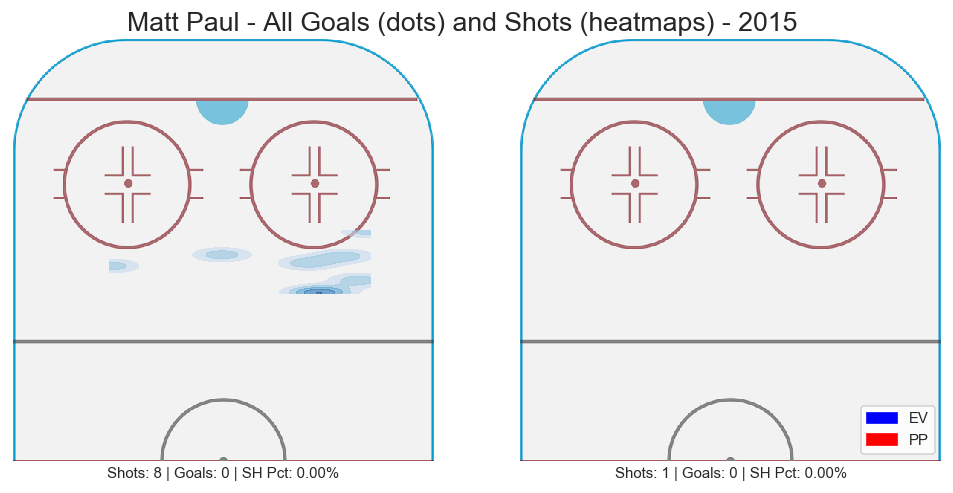 Matt Paul - All Goals (dots) and Shots (heatmaps) - 2015
EV
PP
Shots: 8 | Goals: 0 | SH Pct: 0.00%
Shots: 1 | Goals: 0 | SH Pct: 0.00%